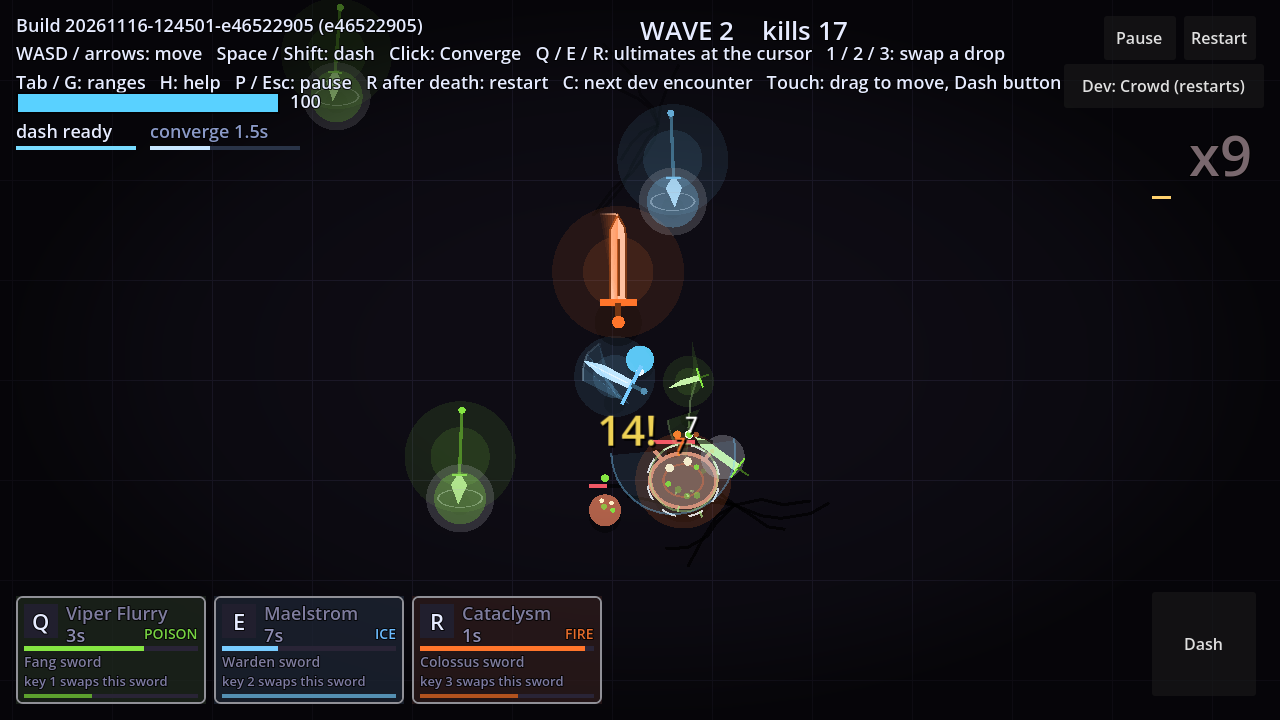 Build 20261116-124501-e46522905 (e46522905)
WAVE 2 kills 17
Pause
Restart
WASD / arrows: move Space / Shift: dash Click: Converge Q / E / R: ultimates at the cursor 1 / 2 / 3: swap a drop
Tab / G: ranges H: help P / Esc: pause R after death: restart C: next dev encounter Touch: drag to move, Dash button
Dev: Crowd (restarts)
100
dash ready
converge 1.5s
x9
14!
7
7
Q
Viper Flurry
3s
POISON
Fang sword
key 1 swaps this sword
E
Maelstrom
7s
ICE
Warden sword
key 2 swaps this sword
R
Cataclysm
1s
FIRE
Colossus sword
key 3 swaps this sword
Dash